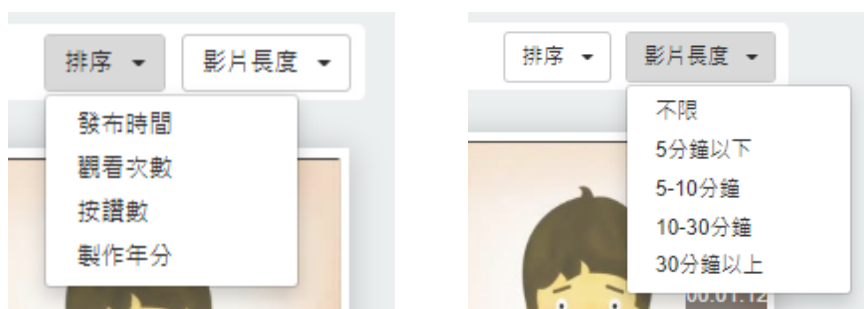 排序
影片長度
發布時間
觀看次數
按讚數
製作年分
排序
影片長度
不限
5分鐘以下
5-10分鐘
10-30分鐘
30分鐘以上
00:01:12